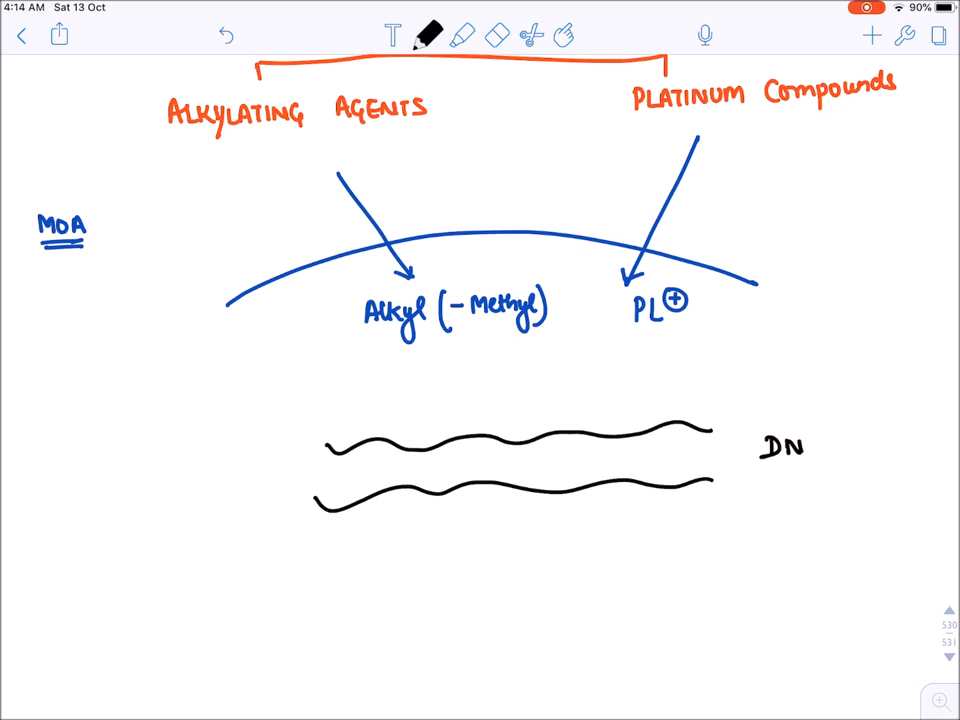 4:14 AM Sat 13 Oct
90%
T
ALKYLATING AGENTS
PLATINUM Compounds
MOA
Alkyl (-Methyl)
PL+
DN
530
531